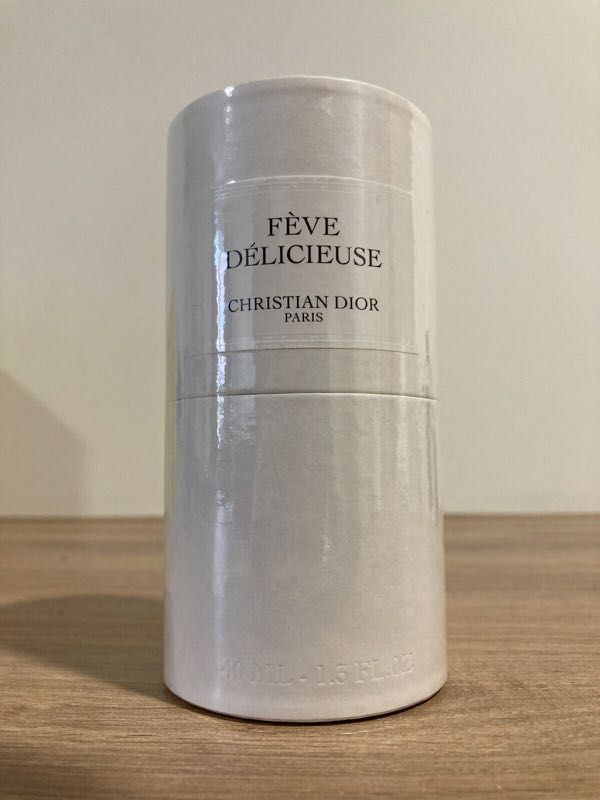 FÈVE
DÉLICIEUSE
CHRISTIAN DIOR
PARIS
40 ML - 1.3 FL.OZ